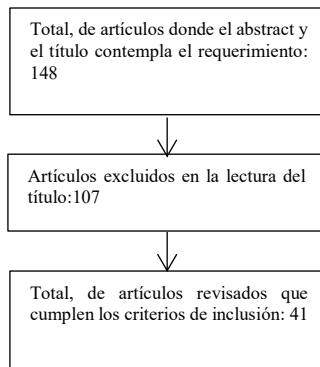 Total, de artículos donde el abstract y
el título contempla el requerimiento:
148
Artículos excluidos en la lectura del
título:107
Total, de artículos revisados que
cumplen los criterios de inclusión: 41